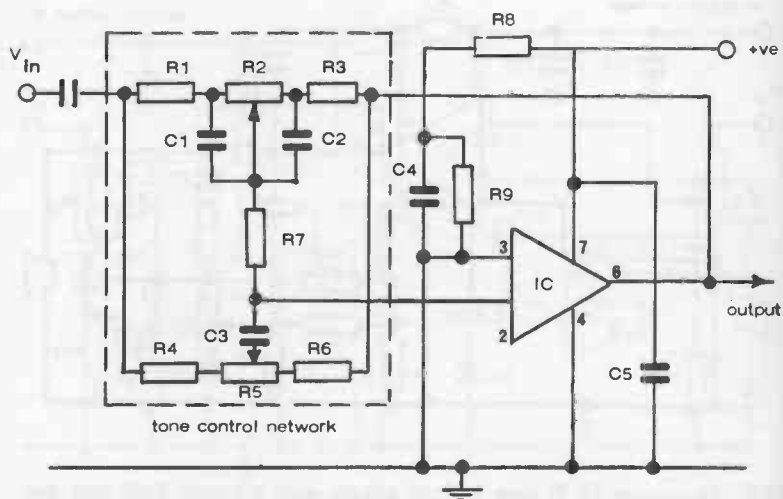 R8
+ve
V in
R1 R2 R3
C1 C2
C4 R9
R7
3 7
IC 6
2 4
output
C3
R4 R5 R6
C5
tone control network